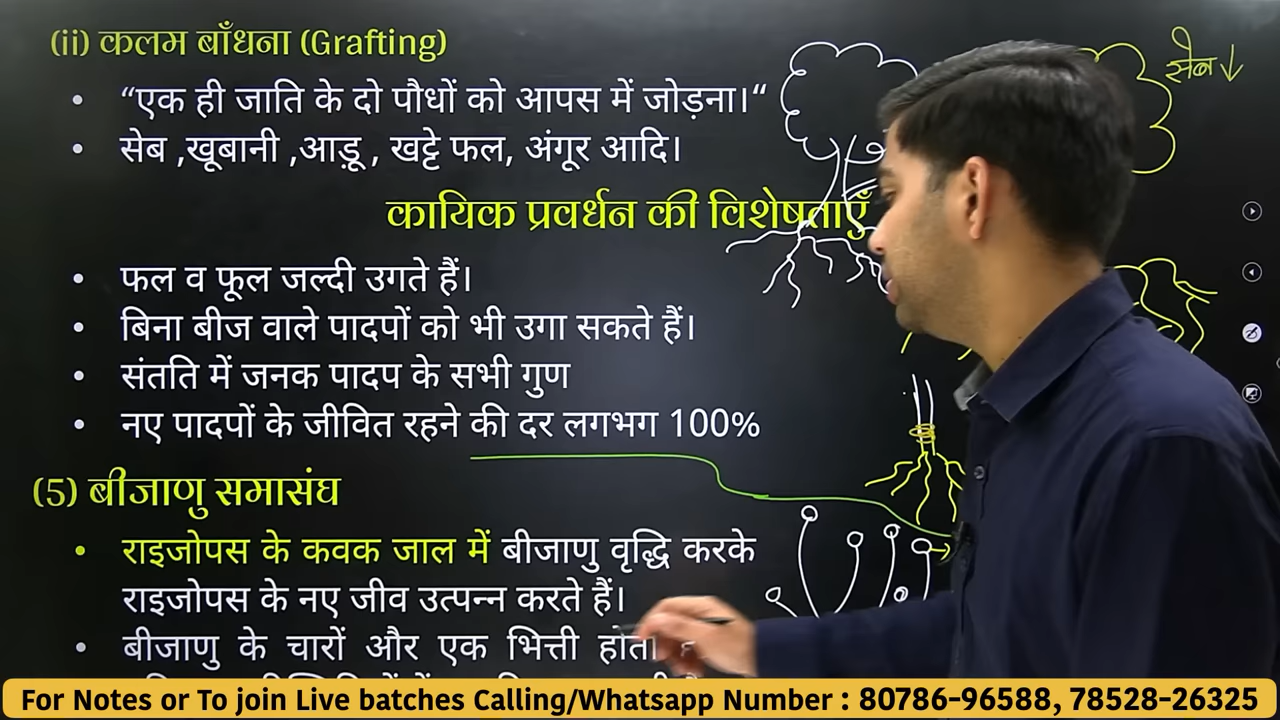 (ii) कलम बाँधना (Grafting)
सेब
• “एक ही जाति के दो पौधों को आपस में जोड़ना।“
• सेब ,खूबानी ,आड़ू , खट्टे फल, अंगूर आदि।
कायिक प्रवर्धन की विशेषताएँ
• फल व फूल जल्दी उगते हैं।
• बिना बीज वाले पादपों को भी उगा सकते हैं।
• संतति में जनक पादप के सभी गुण
• नए पादपों के जीवित रहने की दर लगभग 100%
(5) बीजाणु समासंघ
• राइजोपस के कवक जाल में बीजाणु वृद्धि करके
राइजोपस के नए जीव उत्पन्न करते हैं।
• बीजाणु के चारों और एक भित्ती
For Notes or To join Live batches Calling/Whatsapp Number : 80786-96588, 78528-26325